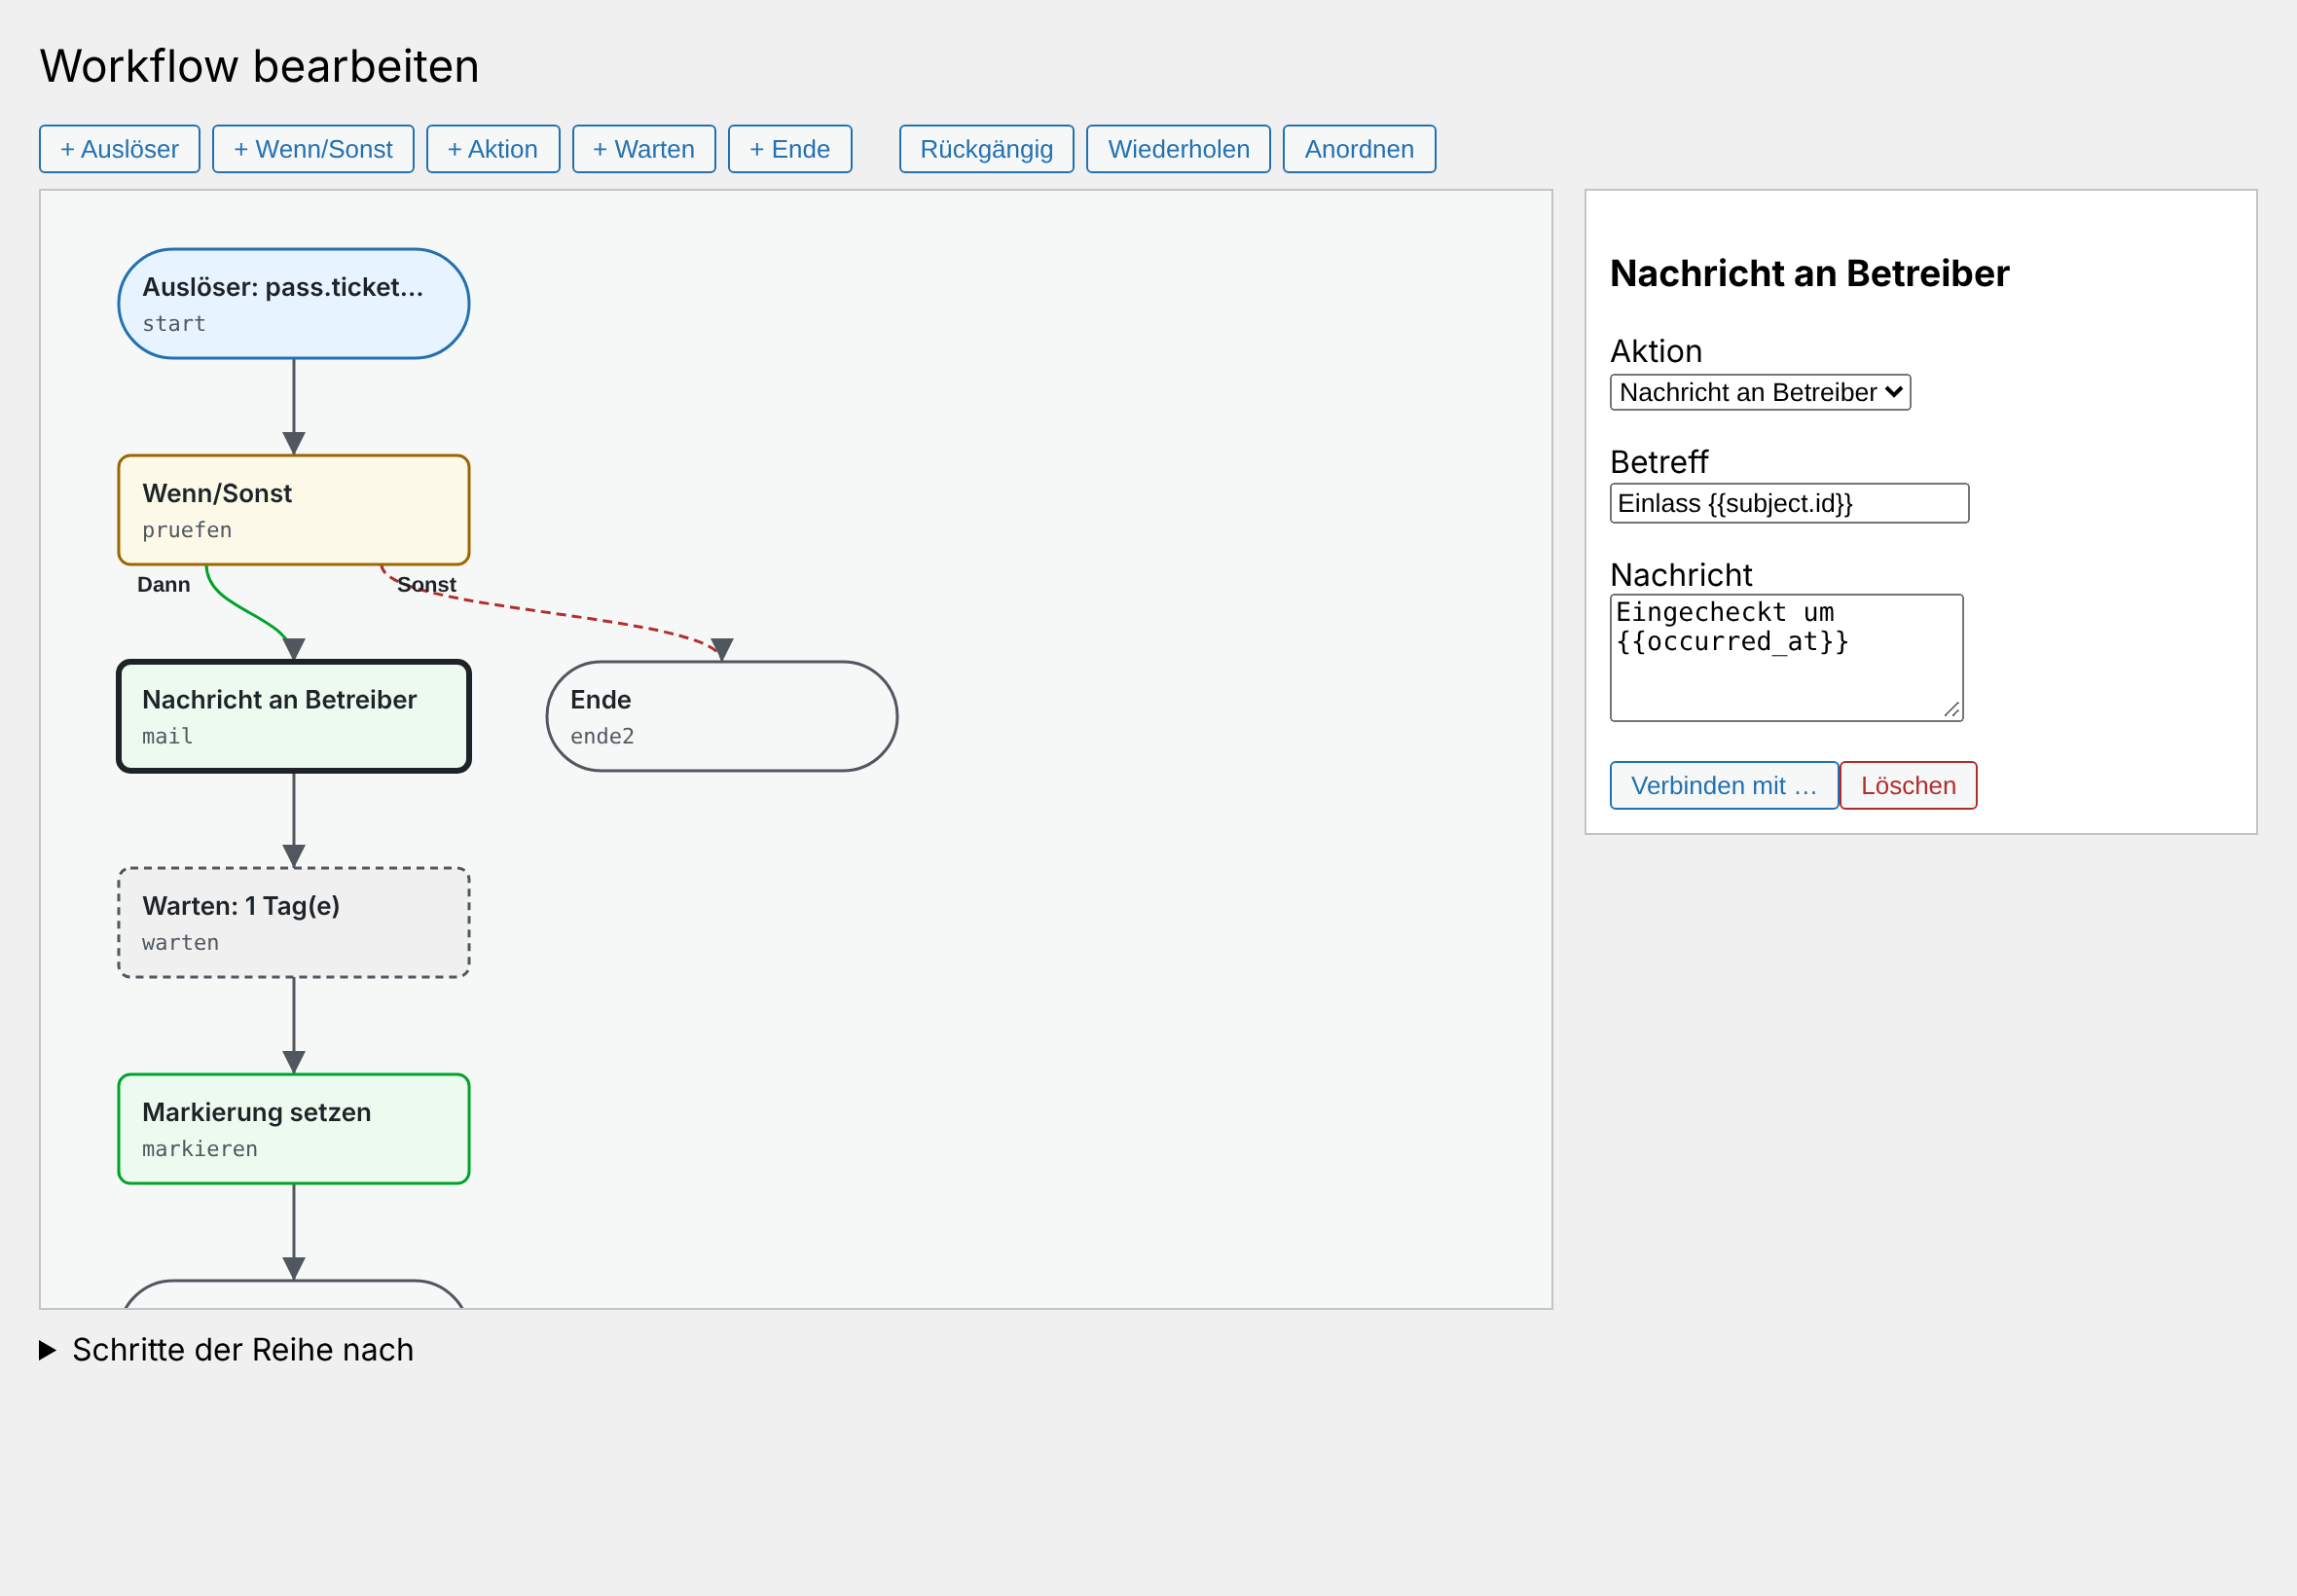 Workflow bearbeiten
+ Auslöser
+ Wenn/Sonst
+ Aktion
+ Warten
+ Ende
Rückgängig
Wiederholen
Anordnen
Auslöser: pass.ticket...
start
Wenn/Sonst
pruefen
Dann
Sonst
Nachricht an Betreiber
mail
Ende
ende2
Warten: 1 Tag(e)
warten
Markierung setzen
markieren
Schritte der Reihe nach
Nachricht an Betreiber
Aktion
Nachricht an Betreiber
Betreff
Einlass {{subject.id}}
Nachricht
Eingecheckt um
{{occurred_at}}
Verbinden mit ...
Löschen